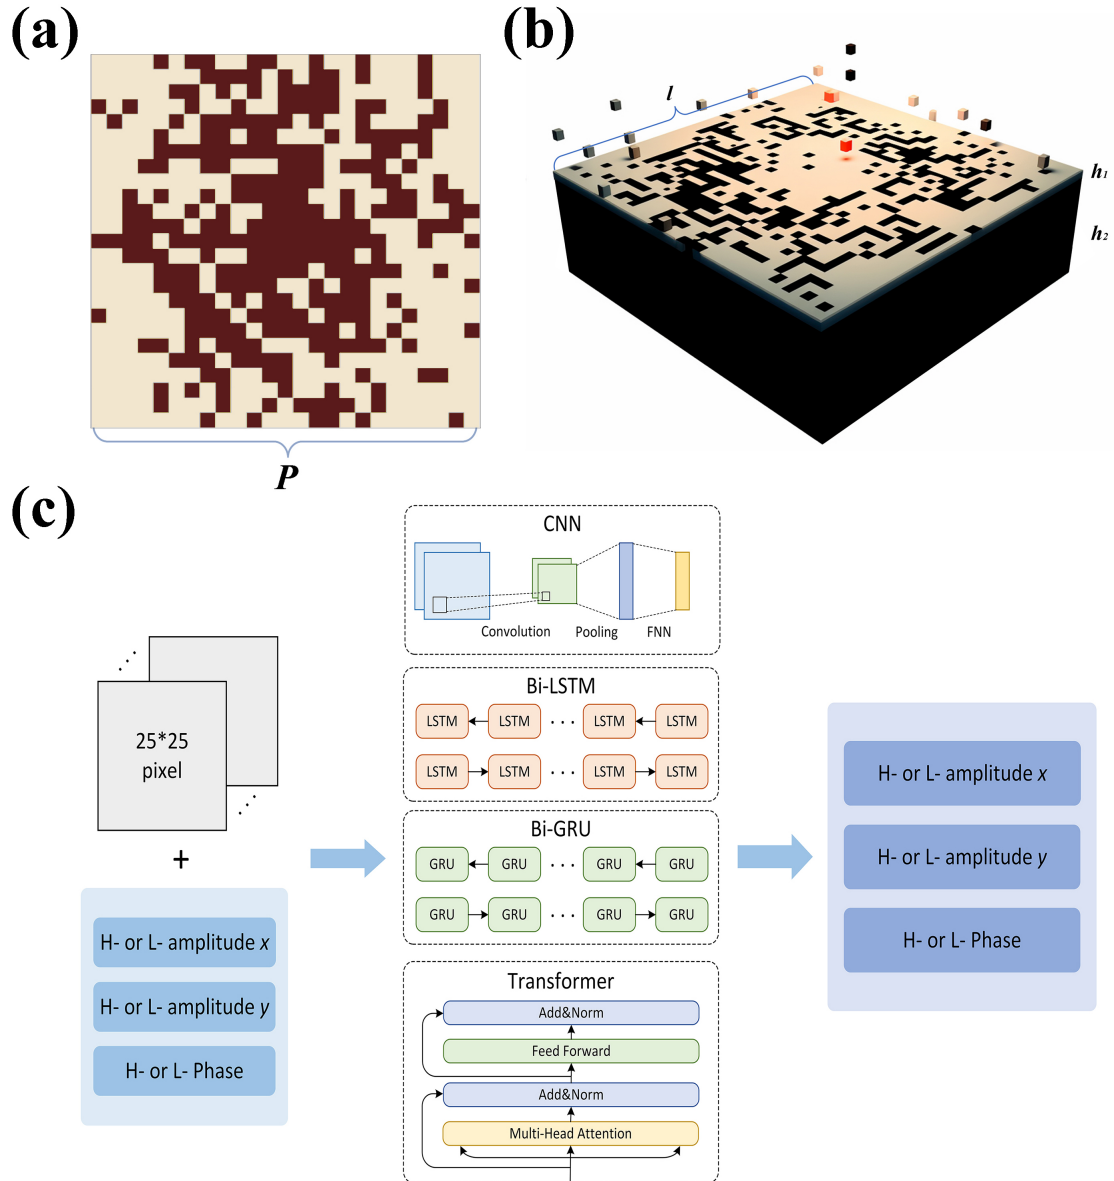 (a)
P
(b)
l
h1
h2
(c)
25*25
pixel
+
H- or L- amplitude x
H- or L- amplitude y
H- or L- Phase
CNN
Convolution
Pooling
FNN
Bi-LSTM
LSTM LSTM ... LSTM LSTM
LSTM LSTM ... LSTM LSTM
Bi-GRU
GRU GRU ... GRU GRU
GRU GRU ... GRU GRU
Transformer
Add&Norm
Feed Forward
Add&Norm
Multi-Head Attention
H- or L- amplitude x
H- or L- amplitude y
H- or L- Phase